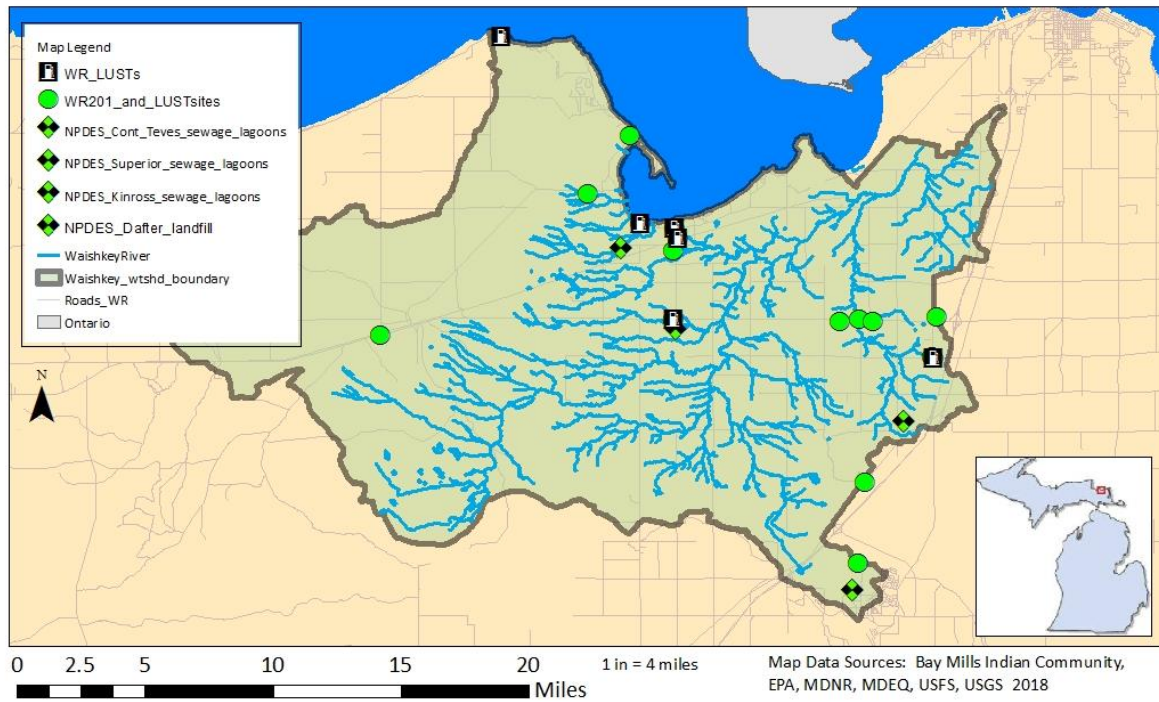 Map Legend
WR_LUSTs
WR201_and_LUSTsites
NPDES_Cont_Teves_sewage_lagoons
NPDES_Superior_sewage_lagoons
NPDES_Kinross_sewage_lagoons
NPDES_Dafter_landfill
WaishkeyRiver
Waishkey_wtshd_boundary
Roads_WR
Ontario
N
0 2.5 5 10 15 20 Miles
1 in = 4 miles
Map Data Sources: Bay Mills Indian Community,
EPA, MDNR, MDEQ, USFS, USGS 2018